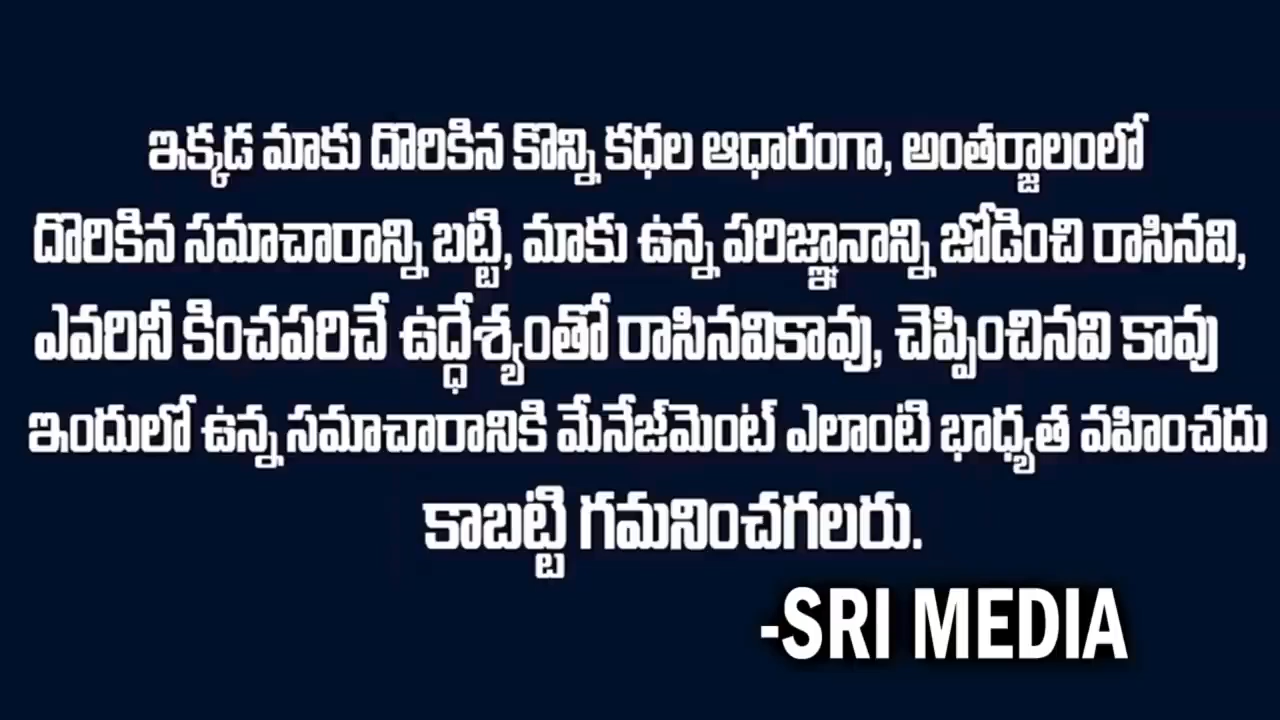 ఇక్కడ మాకు దొరికిన కొన్ని కధల ఆధారంగా, అంతర్జాలంలో
దొరికిన సమాచారాన్ని బట్టి, మాకు ఉన్న పరిజ్ఞానాన్ని జోడించి రాసినవి,
ఎవరినీ కించపరిచే ఉద్ధేశ్యంతో రాసినవికావు, చెప్పించినవి కావు
ఇందులో ఉన్న సమాచారానికి మేనేజ్‌మెంట్ ఎలాంటి భాధ్యత వహించదు
కాబట్టి గమనించగలరు.
-SRI MEDIA